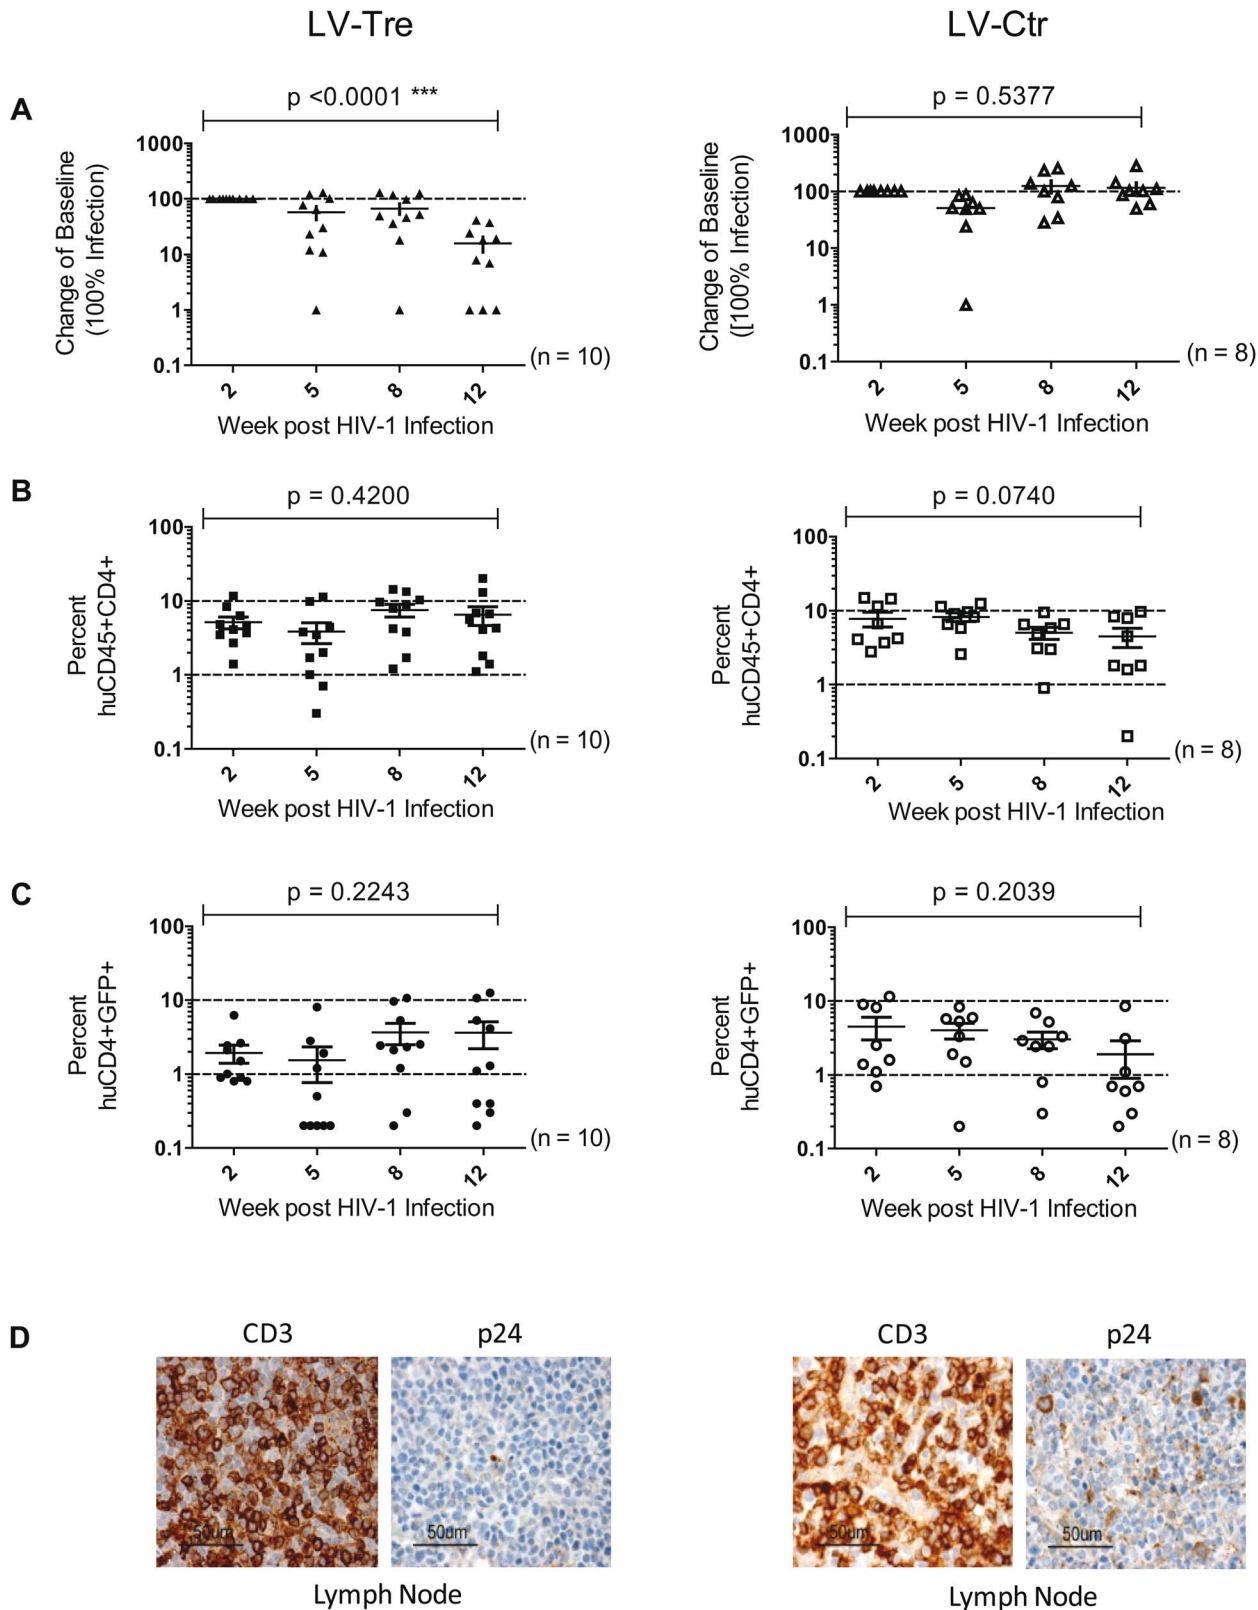 LV-Tre
LV-Ctr
A
p <0.0001 ***
Change of Baseline
(100% Infection)
1000
100
10
1
0.1
2
5
8
12
(n = 10)
Week post HIV-1 Infection
p = 0.5377
Change of Baseline
([100% Infection)
1000
100
10
1
0.1
2
5
8
12
(n = 8)
Week post HIV-1 Infection
B
p = 0.4200
Percent
huCD45+CD4+
100
10
1
0.1
2
5
8
12
(n = 10)
Week post HIV-1 Infection
p = 0.0740
Percent
huCD45+CD4+
100
10
1
0.1
2
5
8
12
(n = 8)
Week post HIV-1 Infection
C
p = 0.2243
Percent
huCD4+GFP+
100
10
1
0.1
2
5
8
12
(n = 10)
Week post HIV-1 Infection
p = 0.2039
Percent
huCD4+GFP+
100
10
1
0.1
2
5
8
12
(n = 8)
Week post HIV-1 Infection
D
CD3
p24
50um
50um
Lymph Node
CD3
p24
50um
50um
Lymph Node